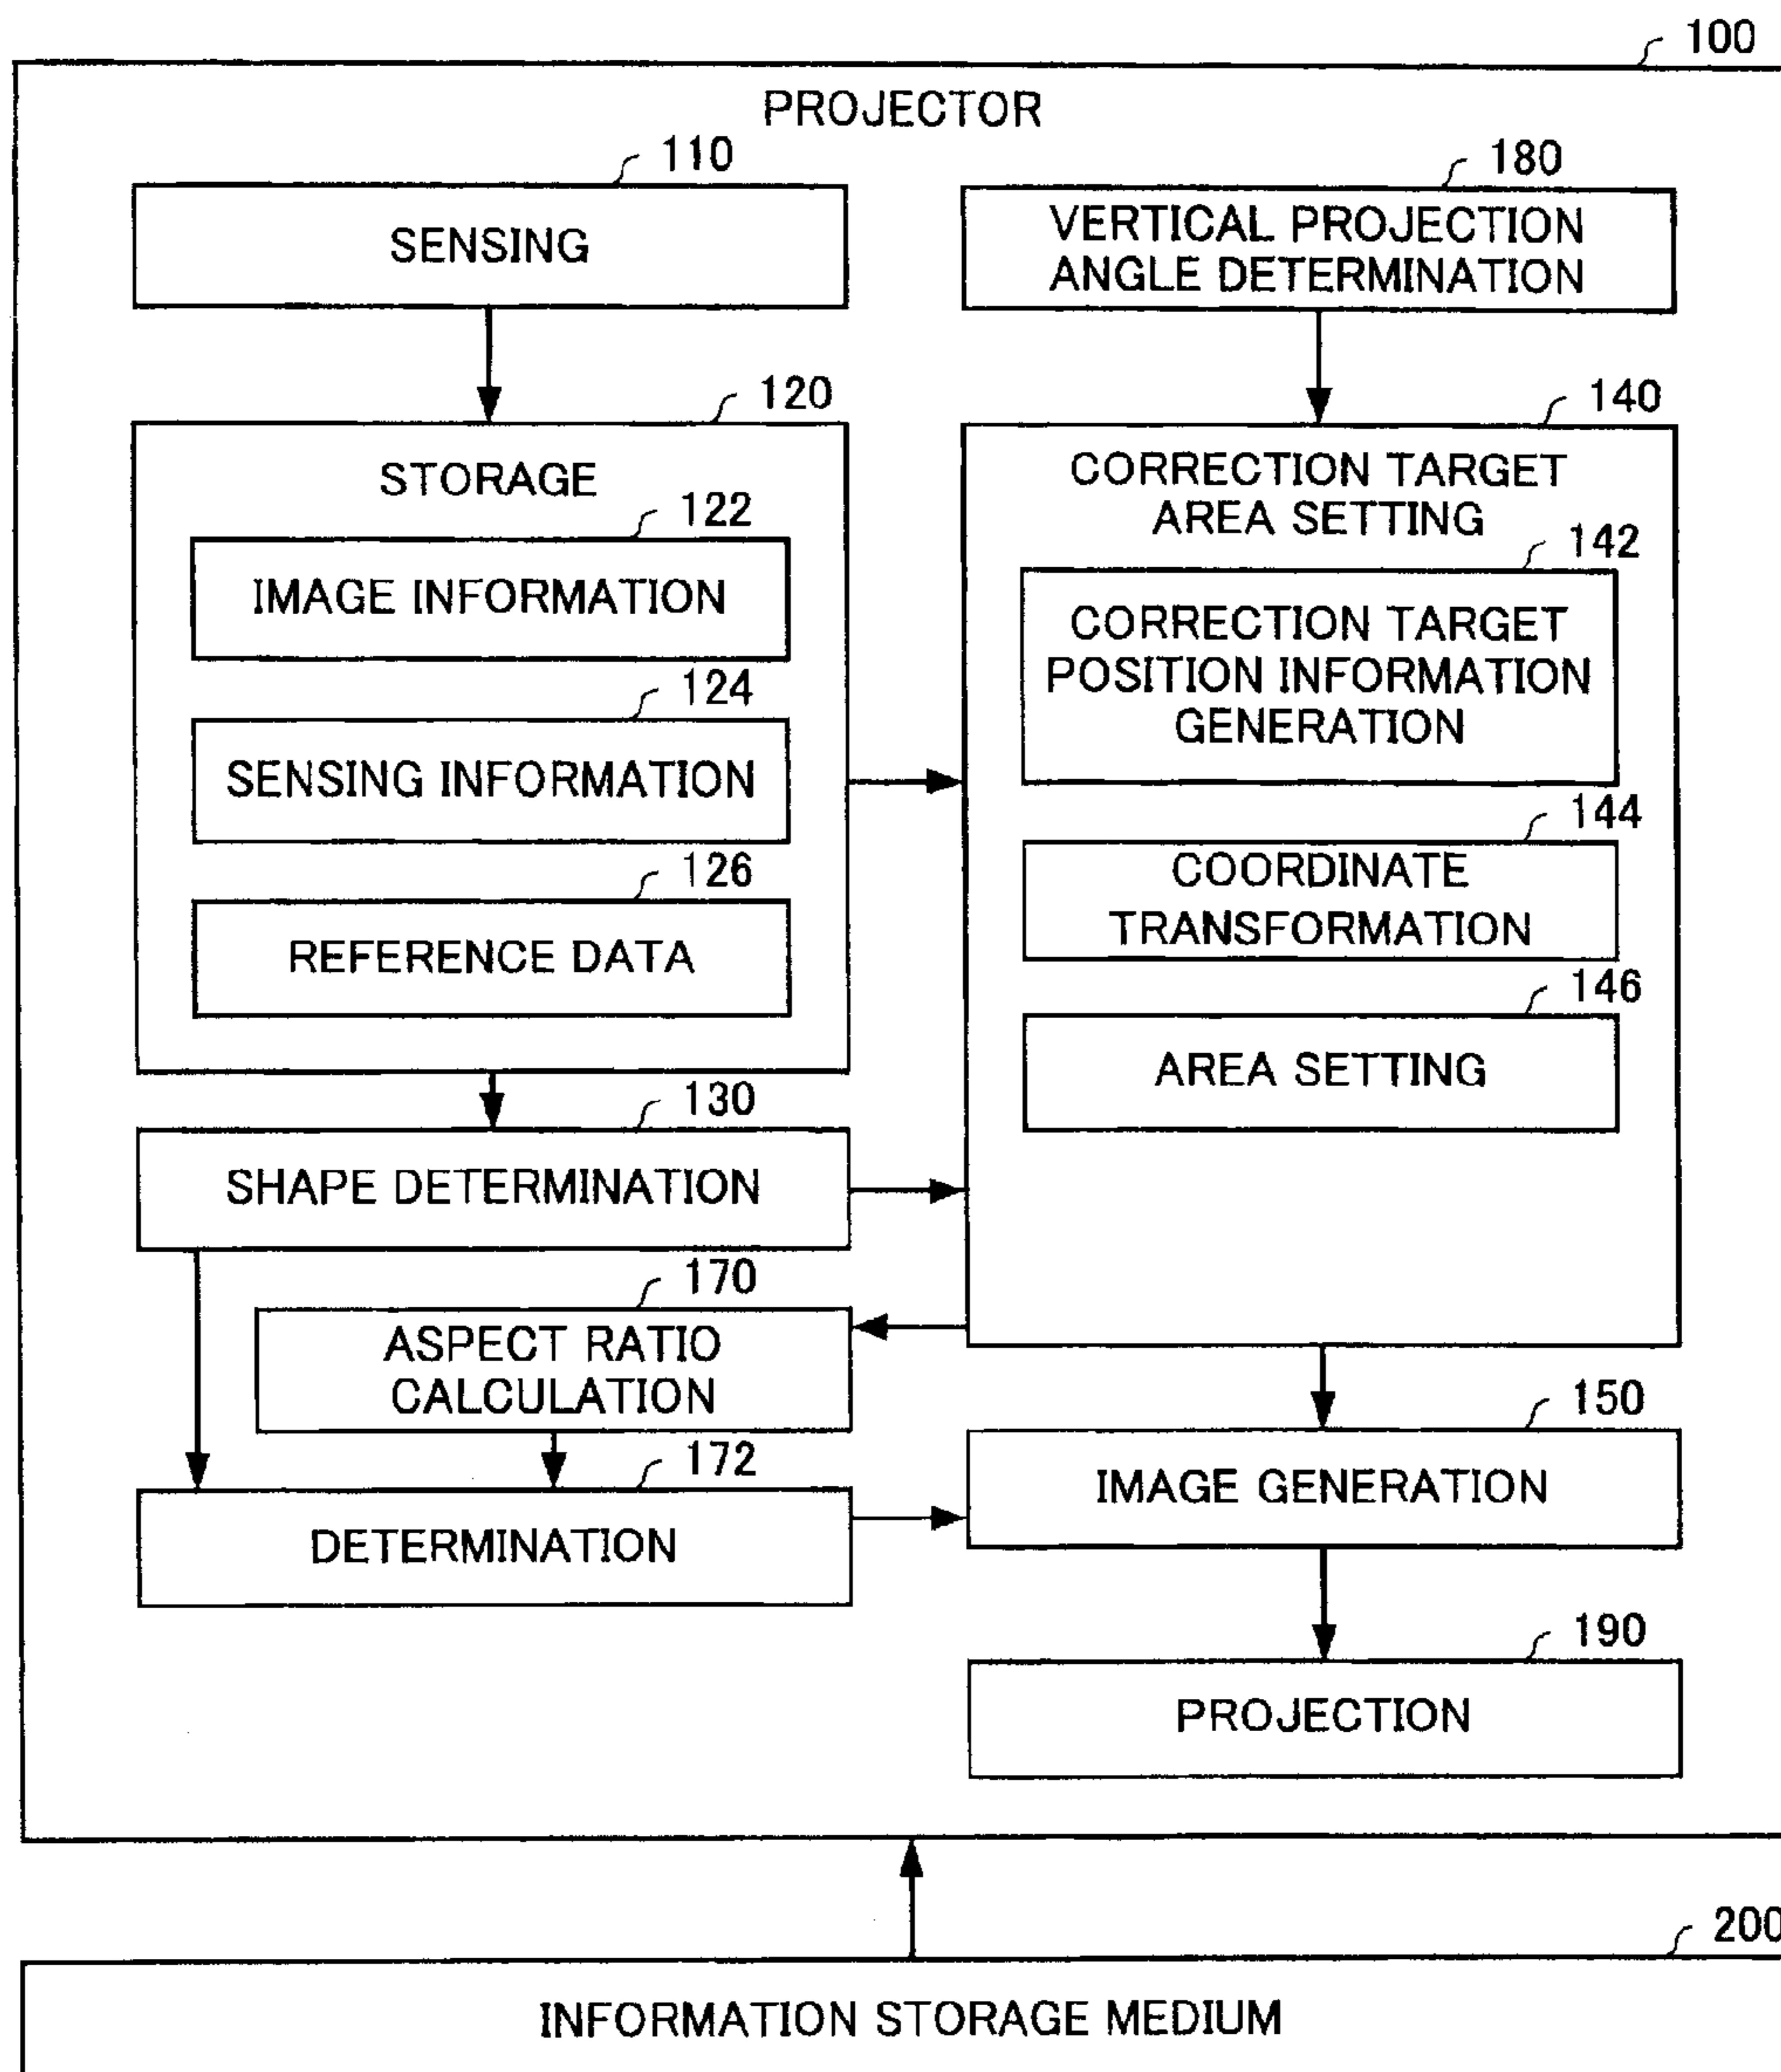 100
PROJECTOR
110
SENSING
180
VERTICAL PROJECTION
ANGLE DETERMINATION
120
STORAGE
122
IMAGE INFORMATION
124
SENSING INFORMATION
126
REFERENCE DATA
140
CORRECTION TARGET
AREA SETTING
142
CORRECTION TARGET
POSITION INFORMATION
GENERATION
144
COORDINATE
TRANSFORMATION
146
AREA SETTING
130
SHAPE DETERMINATION
170
ASPECT RATIO
CALCULATION
172
DETERMINATION
150
IMAGE GENERATION
190
PROJECTION
200
INFORMATION STORAGE MEDIUM